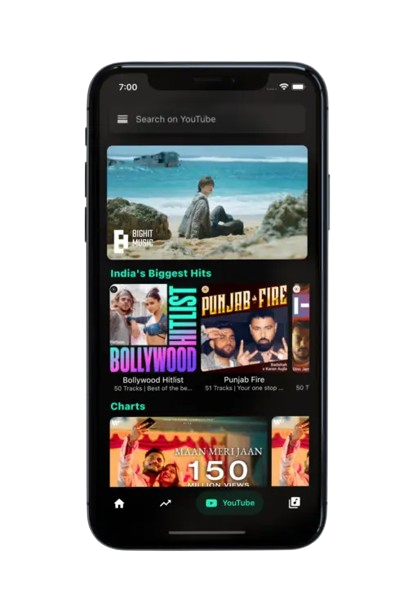 7:00
Search on YouTube
BIGHIT
MUSIC
India's Biggest Hits
BOLLYWOOD
HITLIST
PUNJAB FIRE
Bollywood Hitlist
50 Tracks | Best of the be...
Punjab Fire
51 Tracks | Your one stop ...
50 T
Charts
MAAN MERI JAAN
150
MILLION VIEWS
YouTube